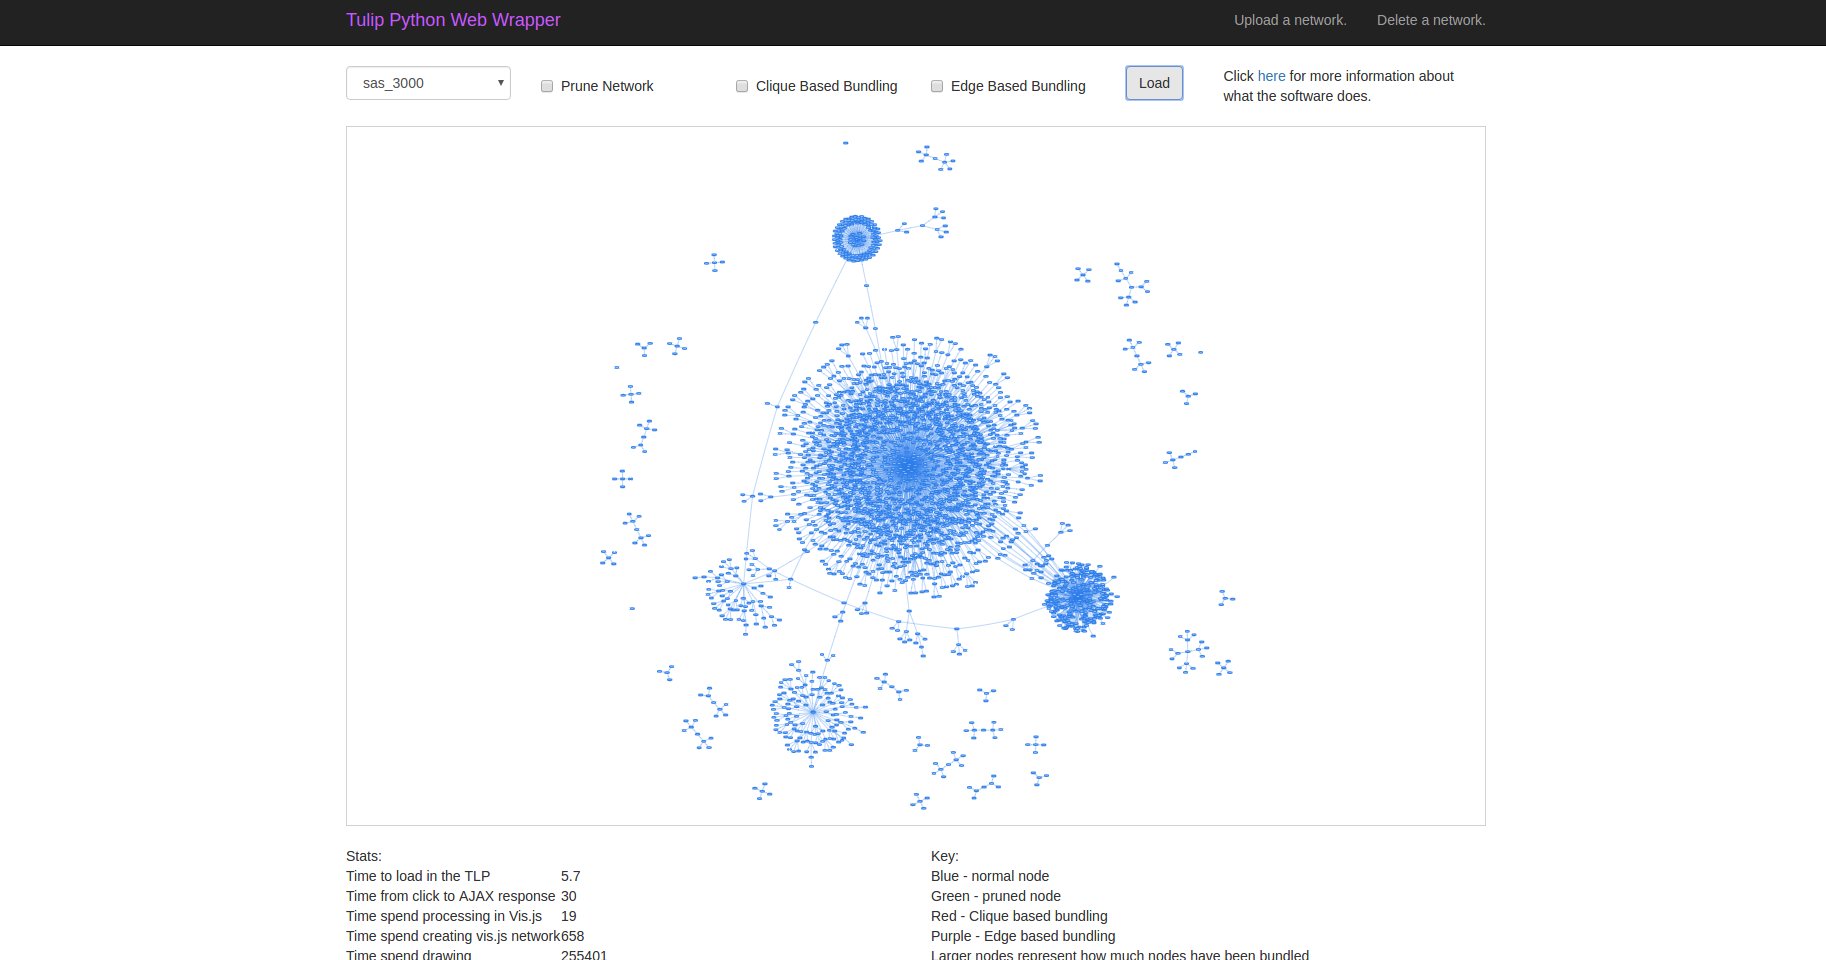 Tulip Python Web Wrapper
Upload a network. Delete a network.
sas_3000
Prune Network
Clique Based Bundling
Edge Based Bundling
Load
Click here for more information about
what the software does.
Stats:
Time to load in the TLP 5.7
Time from click to AJAX response 30
Time spend processing in Vis.js 19
Time spend creating vis.js network 658
Time spend drawing 255401
Key:
Blue - normal node
Green - pruned node
Red - Clique based bundling
Purple - Edge based bundling
Larger nodes represent how much nodes have been bundled